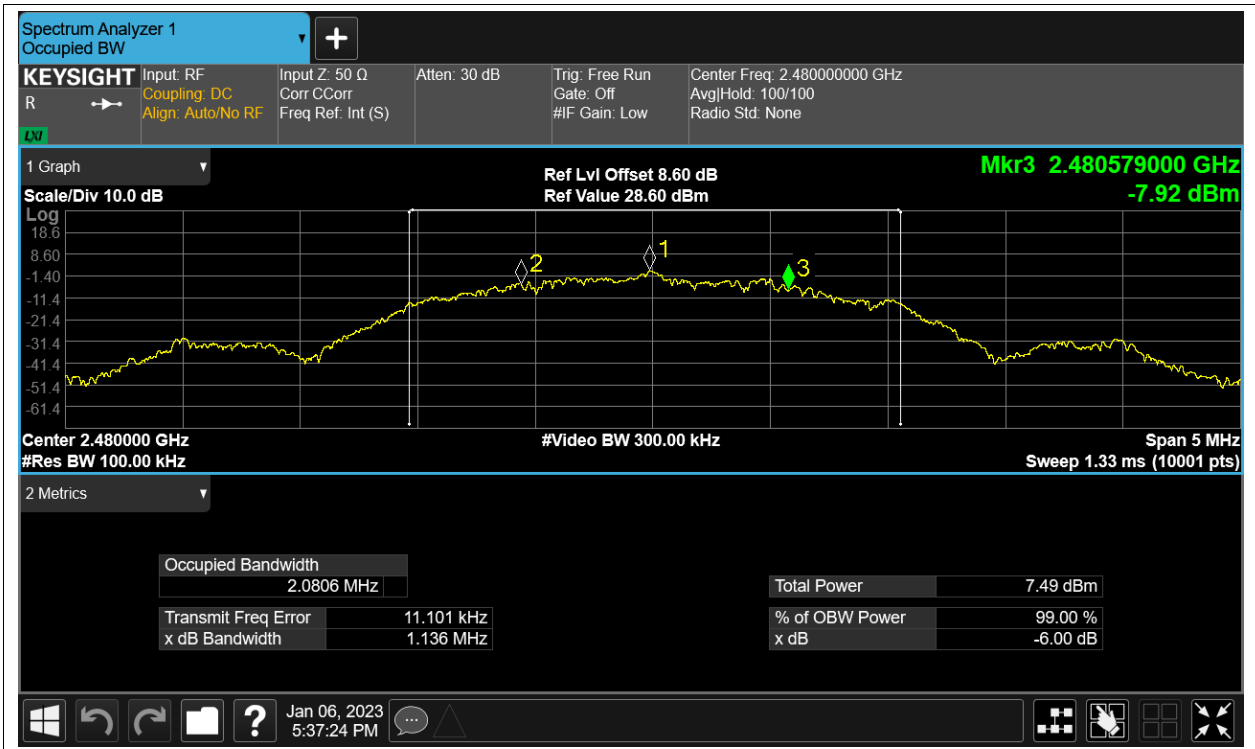 Spectrum Analyzer 1
Occupied BW
KEYSIGHT
R
LXI
Input: RF
Coupling: DC
Align: Auto/No RF
Input Z: 50 Ω
Corr CCorr
Freq Ref: Int (S)
Atten: 30 dB
Trig: Free Run
Gate: Off
#IF Gain: Low
Center Freq: 2.480000000 GHz
Avg|Hold: 100/100
Radio Std: None
1 Graph
Scale/Div 10.0 dB
Ref Lvl Offset 8.60 dB
Ref Value 28.60 dBm
Mkr3 2.480579000 GHz
-7.92 dBm
Log
18.6
8.60
-1.40
-11.4
-21.4
-31.4
-41.4
-51.4
-61.4
2
1
3
Center 2.480000 GHz
#Res BW 100.00 kHz
#Video BW 300.00 kHz
Span 5 MHz
Sweep 1.33 ms (10001 pts)
2 Metrics
Occupied Bandwidth
2.0806 MHz
Transmit Freq Error 11.101 kHz
x dB Bandwidth 1.136 MHz
Total Power 7.49 dBm
% of OBW Power 99.00 %
x dB -6.00 dB
?
Jan 06, 2023
5:37:24 PM